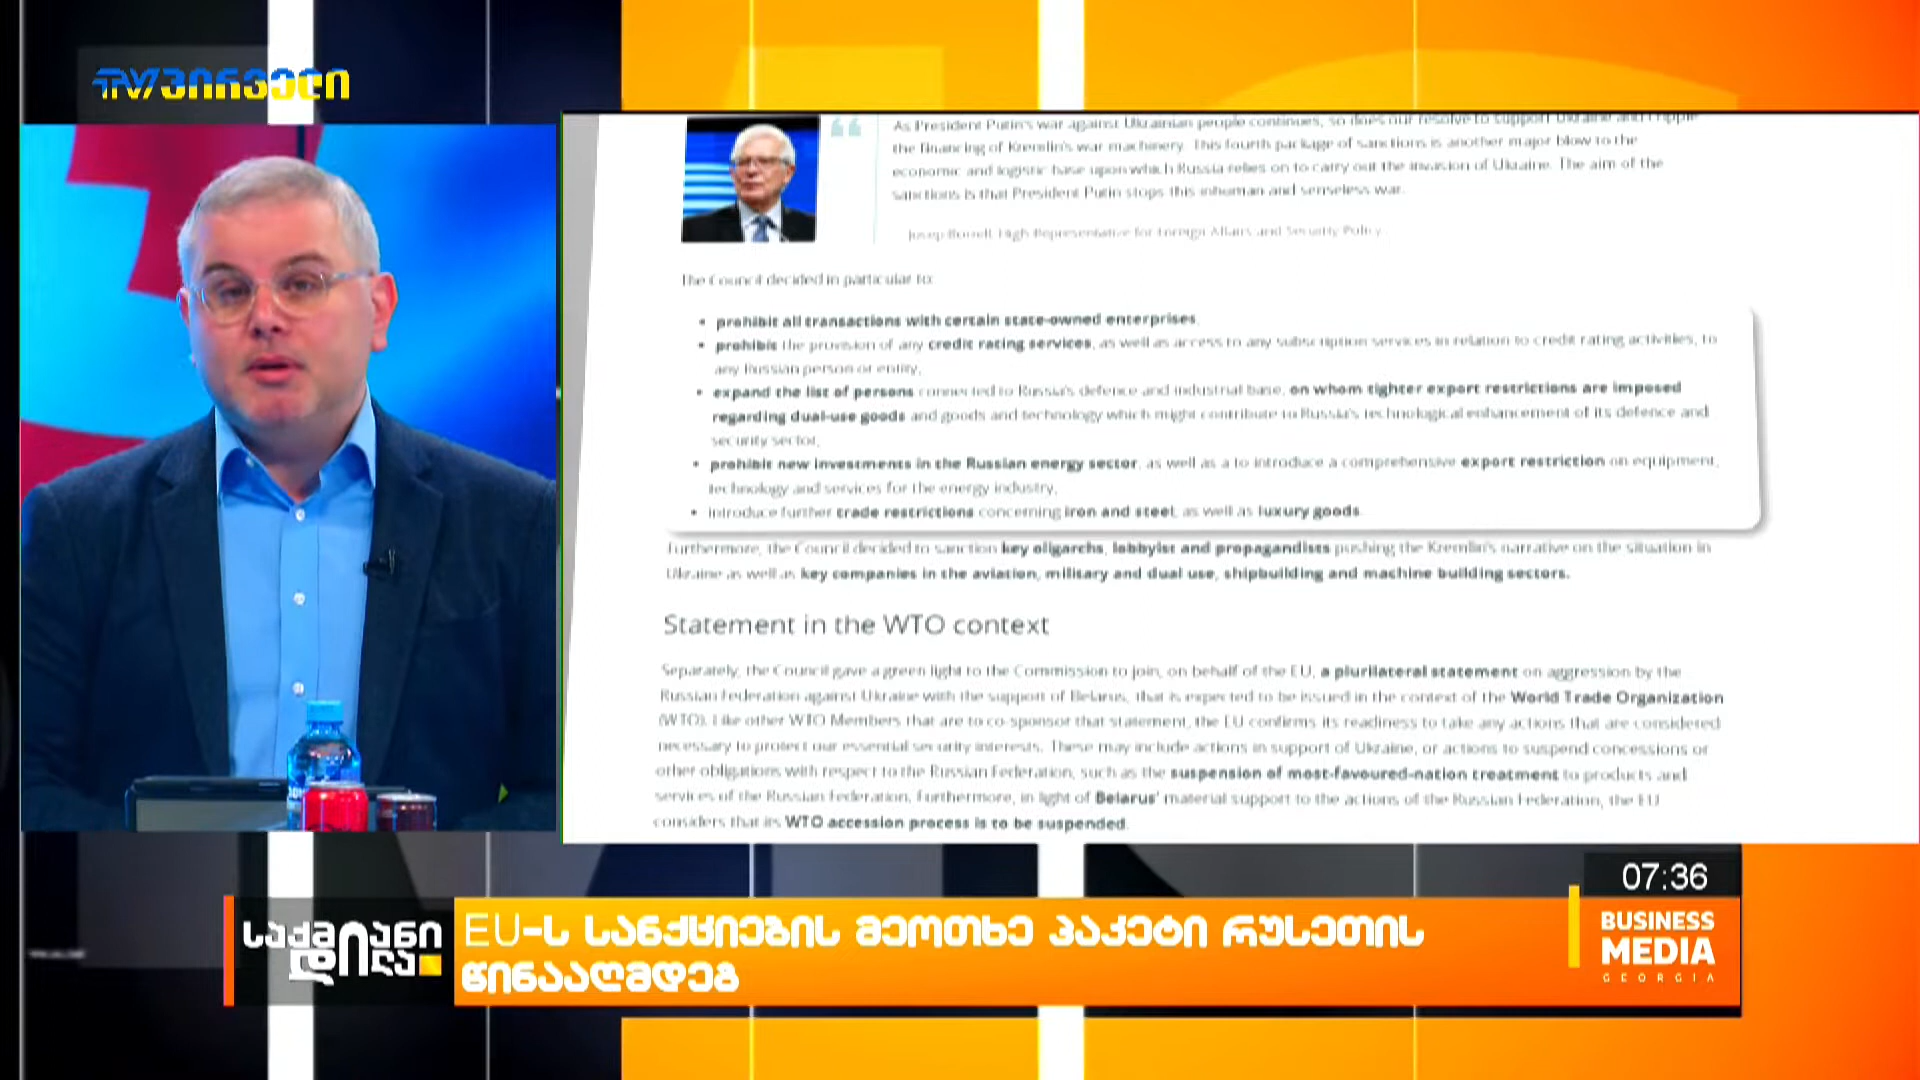 TV პირველი
As President Putin's war against Ukrainian people continues, so does our resolve to support Ukraine and cripple
the financing of Kremlin's war machinery. This fourth package of sanctions is another major blow to the
economic and logistic base upon which Russia relies on to carry out the invasion of Ukraine. The aim of the
sanctions is that President Putin stops this inhuman and senseless war.
Josep Borrell, High Representative for Foreign Affairs and Security Policy
The Council decided in particular to:
• prohibit all transactions with certain state-owned enterprises,
• prohibit the provision of any credit rating services, as well as access to any subscription services in relation to credit rating activities, to
any Russian person or entity,
• expand the list of persons connected to Russia's defence and industrial base, on whom tighter export restrictions are imposed
regarding dual-use goods and goods and technology which might contribute to Russia's technological enhancement of its defence and
security sector,
• prohibit new investments in the Russian energy sector, as well as a to introduce a comprehensive export restriction on equipment,
technology and services for the energy industry,
• introduce further trade restrictions concerning iron and steel, as well as luxury goods.
Furthermore, the Council decided to sanction key oligarchs, lobbyist and propagandists pushing the Kremlin's narrative on the situation in
Ukraine as well as key companies in the aviation, military and dual use, shipbuilding and machine building sectors.
Statement in the WTO context
Separately, the Council gave a green light to the Commission to join, on behalf of the EU, a plurilateral statement on aggression by the
Russian Federation against Ukraine with the support of Belarus, that is expected to be issued in the context of the World Trade Organization
(WTO). Like other WTO Members that are to co-sponsor that statement, the EU confirms its readiness to take any actions that are considered
necessary to protect our essential security interests. These may include actions in support of Ukraine, or actions to suspend concessions or
other obligations with respect to the Russian Federation, such as the suspension of most-favoured-nation treatment to products and
services of the Russian Federation. Furthermore, in light of Belarus' material support to the actions of the Russian Federation, the EU
considers that its WTO accession process is to be suspended.
07:36
საქმიანი
დილა
EU-ს სანქციების მეოთხე პაკეტი რუსეთის
წინააღმდეგ
BUSINESS
MEDIA
GEORGIA